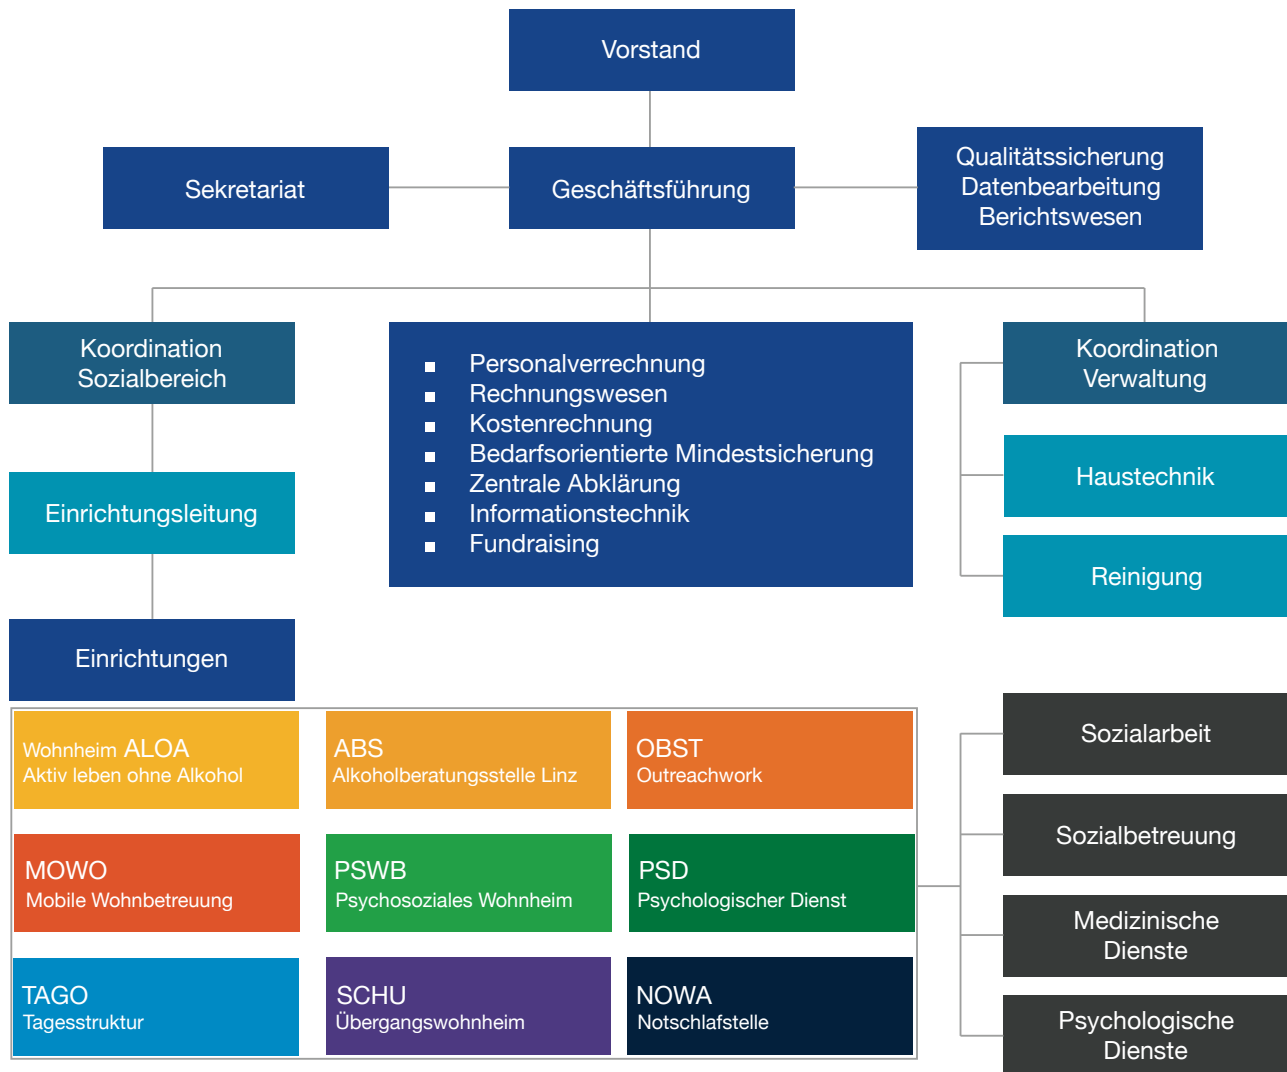 Vorstand
Sekretariat
Geschäftsführung
Qualitätssicherung
Datenbearbeitung
Berichtswesen
Koordination
Sozialbereich
Einrichtungsleitung
Einrichtungen
Personalverrechnung
Rechnungswesen
Kostenrechnung
Bedarfsorientierte Mindestsicherung
Zentrale Abklärung
Informationstechnik
Fundraising
Koordination
Verwaltung
Haustechnik
Reinigung
Wohnheim ALOA
Aktiv leben ohne Alkohol
ABS
Alkoholberatungsstelle Linz
OBST
Outreachwork
MOWO
Mobile Wohnbetreuung
PSWB
Psychosoziales Wohnheim
PSD
Psychologischer Dienst
TAGO
Tagesstruktur
SCHU
Übergangswohnheim
NOWA
Notschlafstelle
Sozialarbeit
Sozialbetreuung
Medizinische
Dienste
Psychologische
Dienste